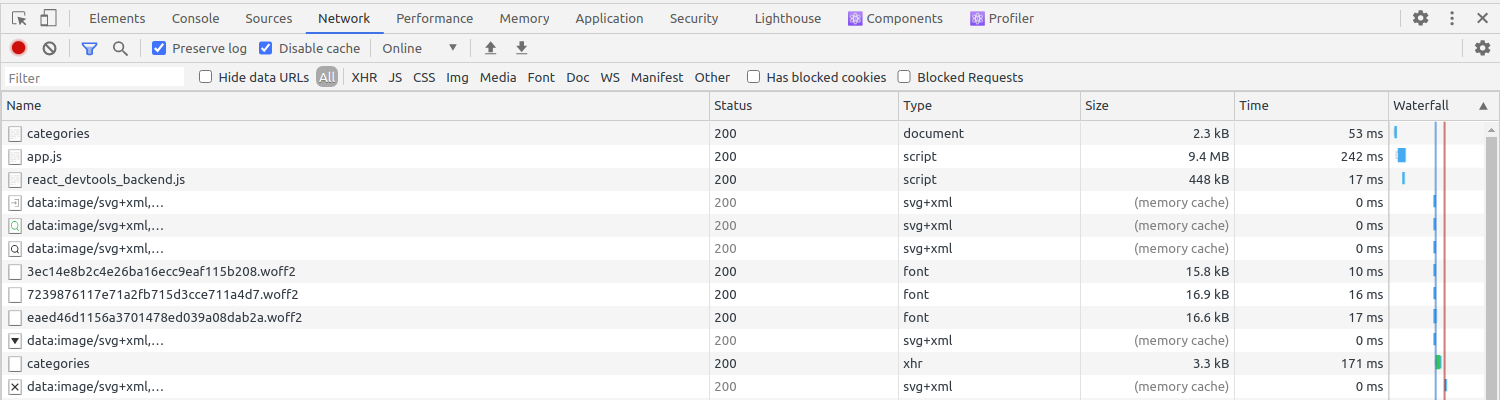 Elements Console Sources Network Performance Memory Application Security Lighthouse Components Profiler
Preserve log Disable cache Online
Filter Hide data URLs All XHR JS CSS Img Media Font Doc WS Manifest Other Has blocked cookies Blocked Requests
Name Status Type Size Time Waterfall
categories 200 document 2.3 kB 53 ms
app.js 200 script 9.4 MB 242 ms
react_devtools_backend.js 200 script 448 kB 17 ms
data:image/svg+xml,... 200 svg+xml (memory cache) 0 ms
data:image/svg+xml,... 200 svg+xml (memory cache) 0 ms
data:image/svg+xml,... 200 svg+xml (memory cache) 0 ms
3ec14e8b2c4e26ba16ecc9eaf115b208.woff2 200 font 15.8 kB 10 ms
7239876117e71a2fb715d3cce711a4d7.woff2 200 font 16.9 kB 16 ms
eaed46d1156a3701478ed039a08dab2a.woff2 200 font 16.6 kB 17 ms
data:image/svg+xml,... 200 svg+xml (memory cache) 0 ms
categories 200 xhr 3.3 kB 171 ms
data:image/svg+xml,... 200 svg+xml (memory cache) 0 ms